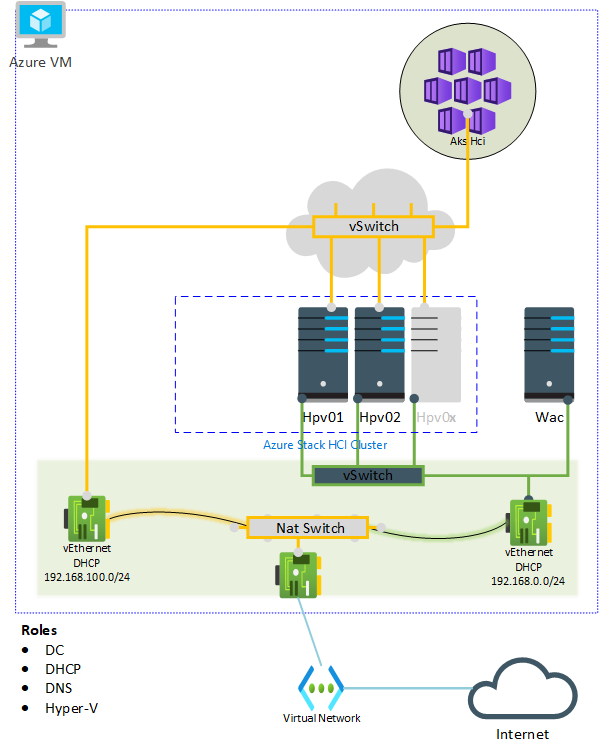 Azure VM
Aks Hci
vSwitch
Hpv01
Hpv02
Hpv0x
Wac
Azure Stack HCI Cluster
vSwitch
Nat Switch
vEthernet
DHCP
192.168.100.0/24
vEthernet
DHCP
192.168.0.0/24
Roles
• DC
• DHCP
• DNS
• Hyper-V
Virtual Network
Internet